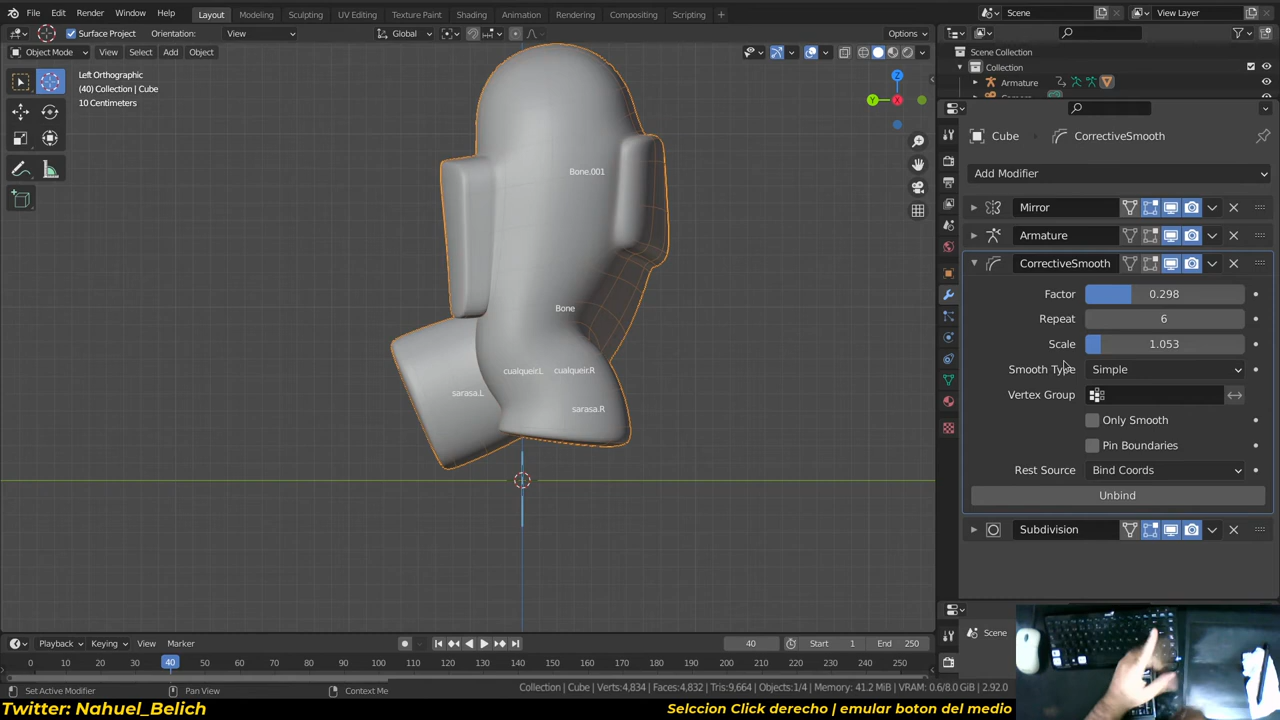 File Edit Render Window Help Layout Modeling Sculpting UV Editing Texture Paint Shading Animation Rendering Compositing Scripting Scene View Layer
Surface Project Orientation: View Global Options
Object Mode View Select Add Object
Scene Collection
Collection
Armature
Left Orthographic
(40) Collection | Cube
10 Centimeters
Z
Y
X
Cube CorrectiveSmooth
Add Modifier
Mirror
Armature
CorrectiveSmooth
Factor 0.298
Repeat 6
Scale 1.053
Smooth Type Simple
Vertex Group
Only Smooth
Pin Boundaries
Rest Source Bind Coords
Unbind
Subdivision
Bone.001
Bone
cualqueir.L cualqueir.R
sarasa.L
sarasa.R
Scene
Playback Keying View Marker 40 Start 1 End 250
0 10 20 30 40 50 60 70 80 90 100 110 120 130 140 150 160 170 180 190 200 210 220 230 240 250
Set Active Modifier Pan View Context Me
Collection | Cube | Verts:4,834 | Faces:4,832 | Tris:9,664 | Objects:1/4 | Memory: 41.2 MiB | VRAM: 0.6/8.0 GiB | 2.92.0
Twitter: Nahuel_Belich
Selccion Click derecho | emular boton del medio